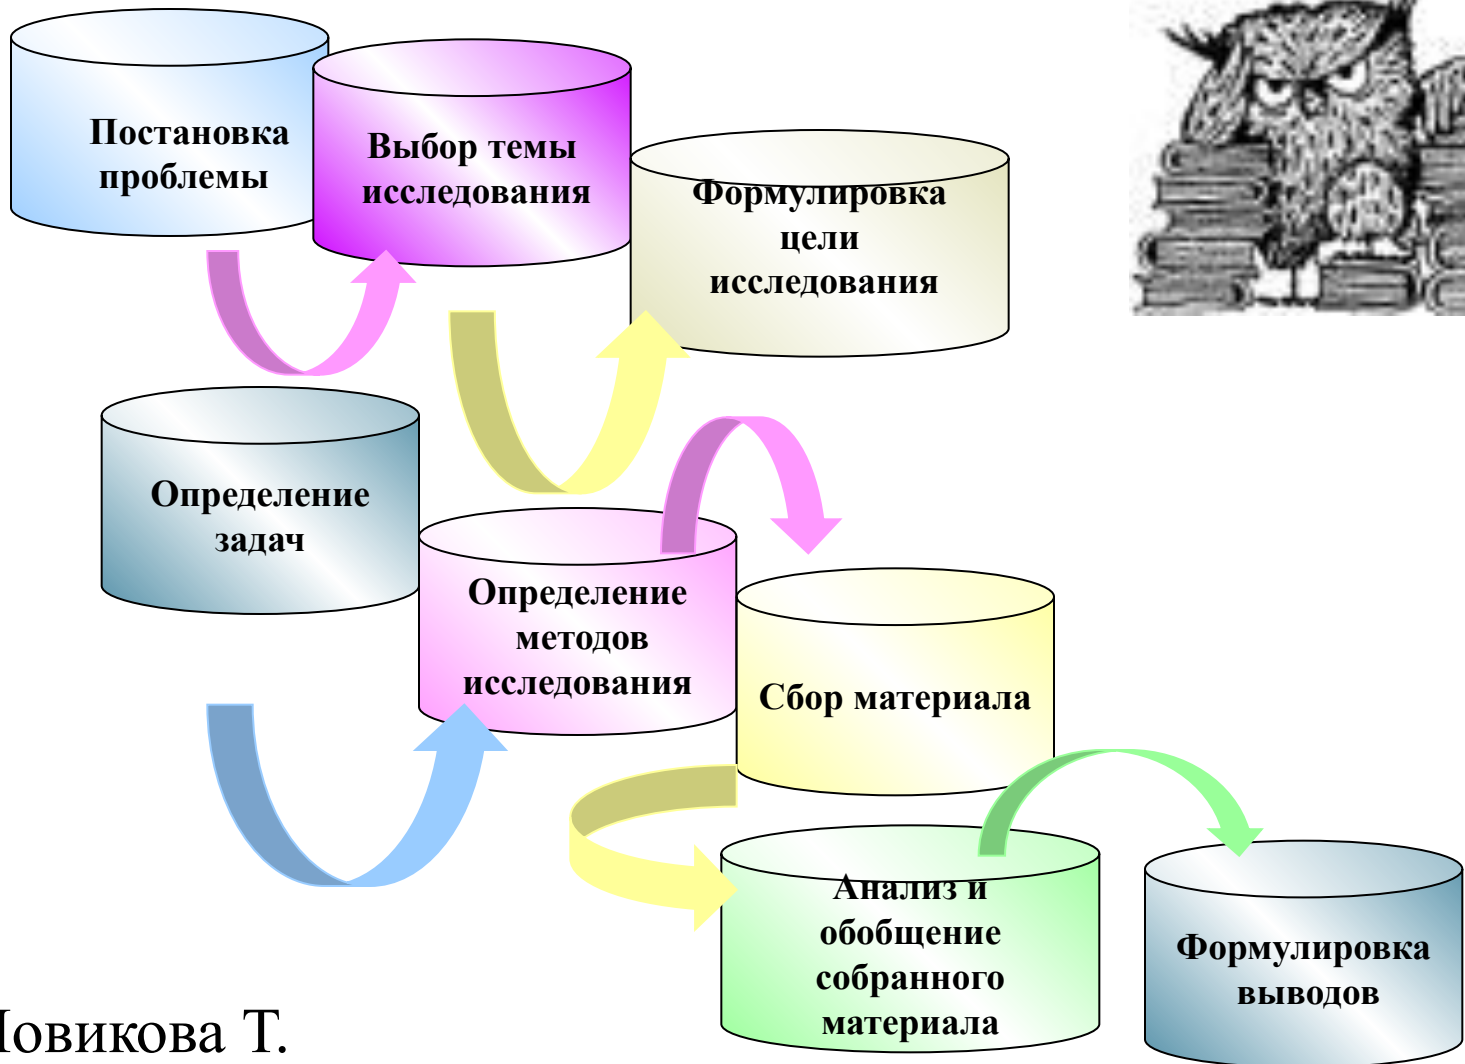 Постановка
проблемы
Выбор темы
исследования
Формулировка
цели
исследования
Определение
задач
Определение
методов
исследования
Сбор материала
Анализ и
обобщение
собранного
материала
Формулировка
выводов
Новикова Т.